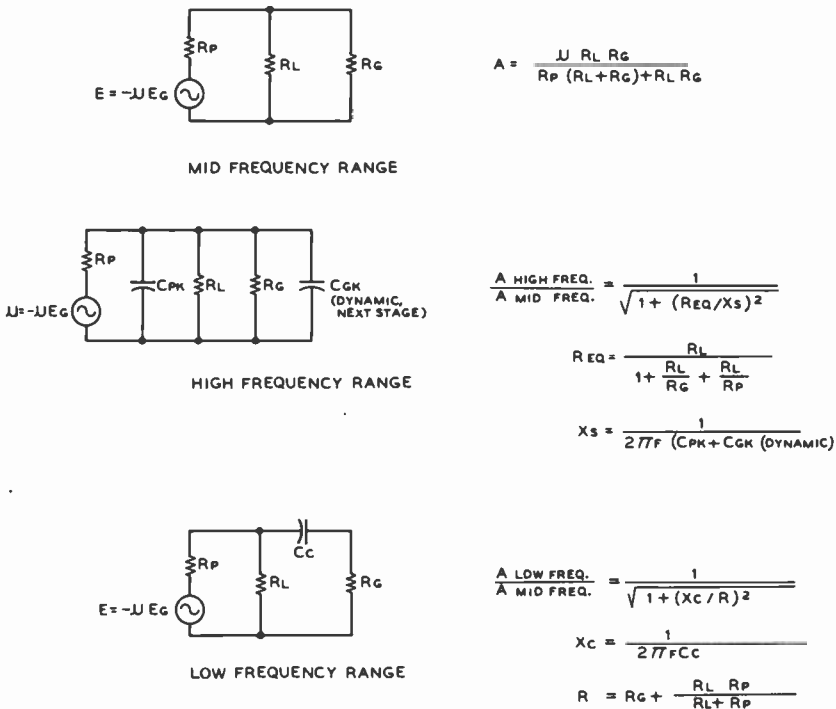 RP
RL
RG
E = -μEG
A = μ RL RG / RP (RL+RG)+RL RG
MID FREQUENCY RANGE
RP
CPK
RL
RG
CGK
(DYNAMIC,
NEXT STAGE)
μ=-μEG
A HIGH FREQ. / A MID FREQ. = 1 / √1 + (REQ/XS)2
REQ = RL / 1+ RL/RG + RL/RP
XS = 1 / 2πF (CPK+CGK (DYNAMIC)
HIGH FREQUENCY RANGE
CC
RP
RL
RG
E=-μEG
A LOW FREQ. / A MID FREQ. = 1 / √1+(XC/R)2
XC = 1 / 2πFCC
R = RG+ RL RP / RL+RP
LOW FREQUENCY RANGE